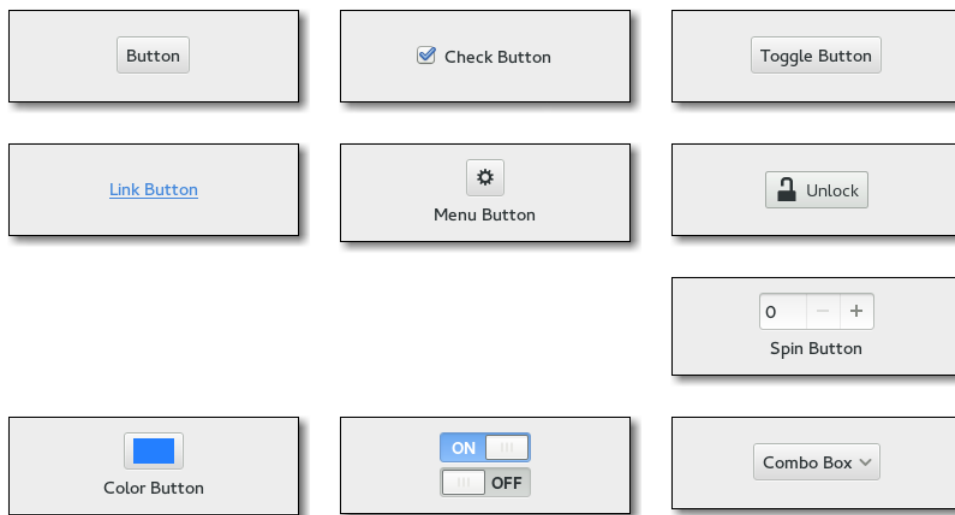 Button
Check Button
Toggle Button
Link Button
Menu Button
Unlock
0
Spin Button
Color Button
ON
OFF
Combo Box